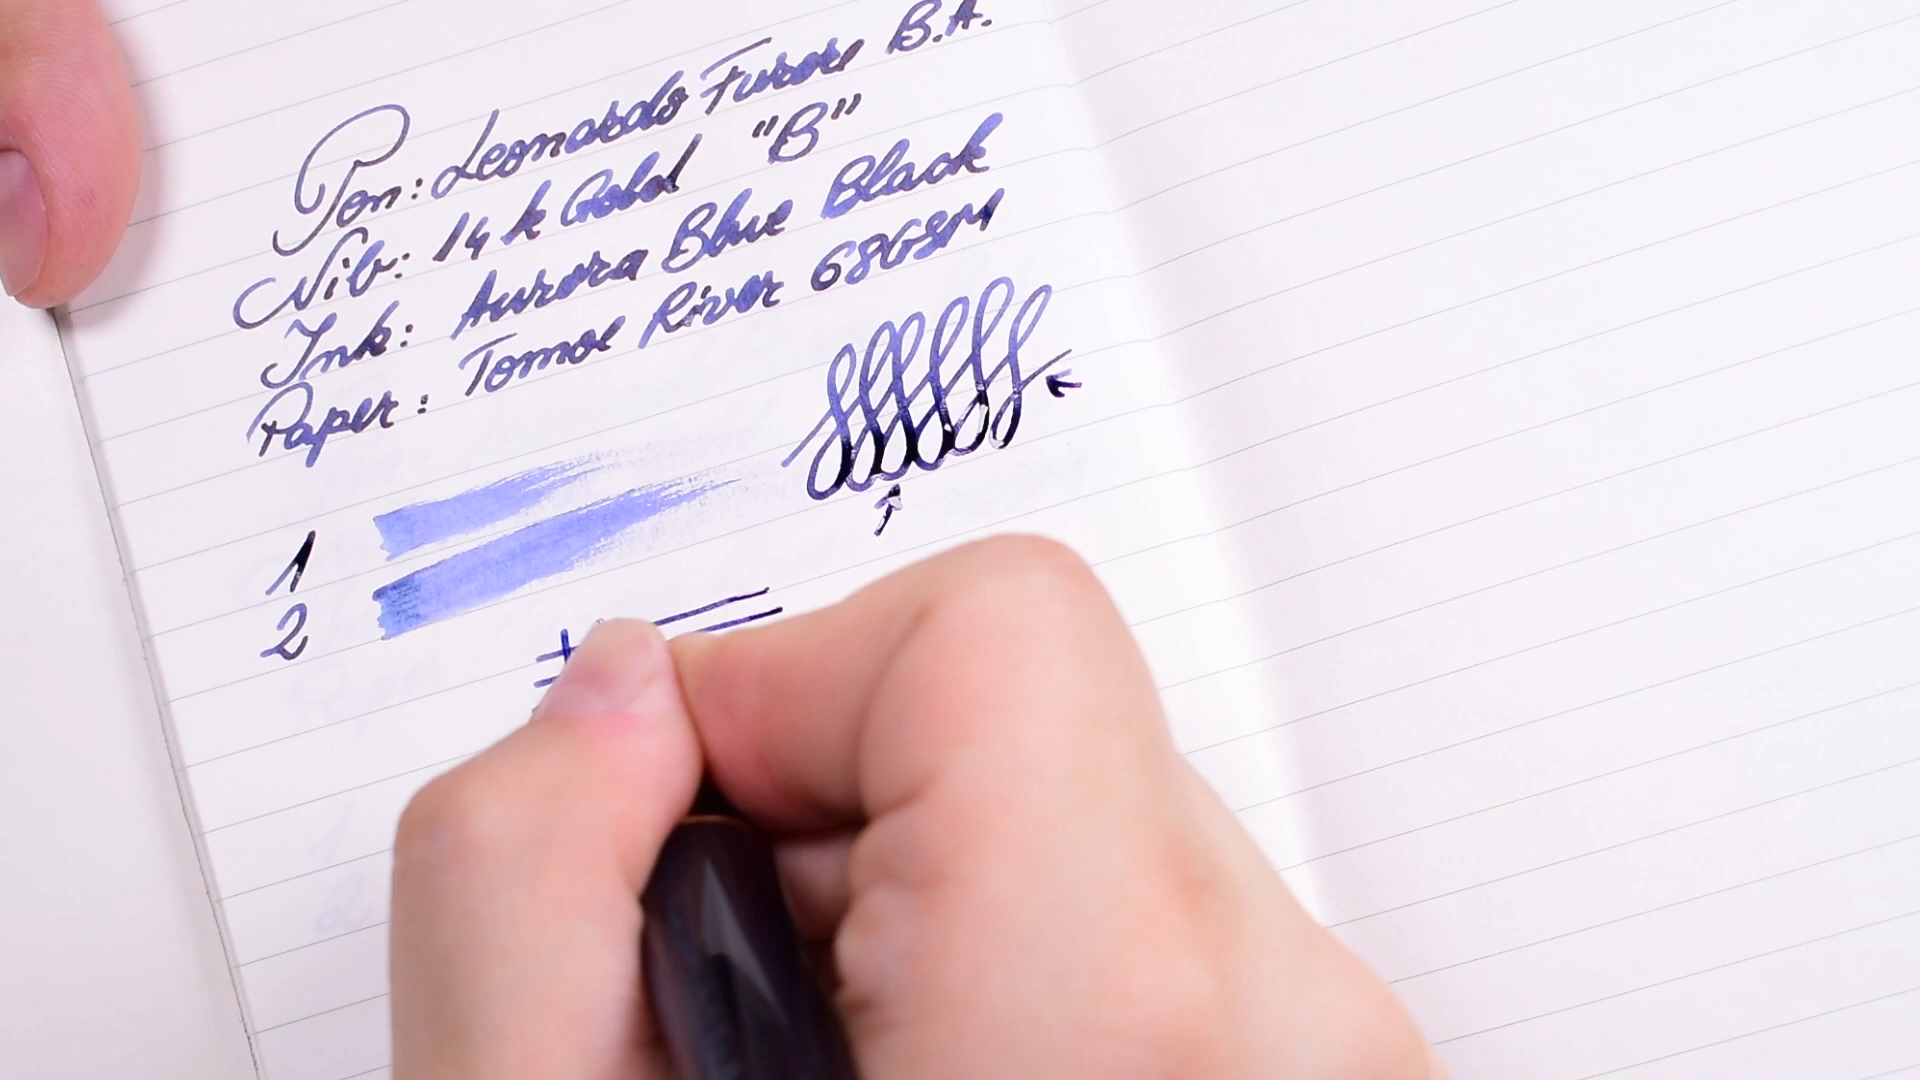 Pen: Leonardo Furore B.A.
Nib: 14 k Gold "B"
Ink: Aurora Blue Black
Paper: Tomoe River 68GSM
1
2